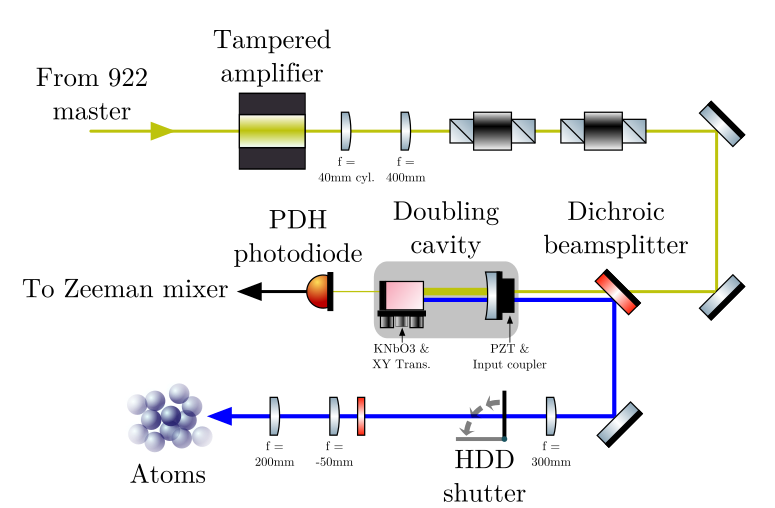 Tampered
amplifier
From 922
master
f =
40mm cyl.
f =
400mm
PDH
photodiode
Doubling
cavity
Dichroic
beamsplitter
To Zeeman mixer
KNbO3 &
XY Trans.
PZT &
Input coupler
Atoms
f =
200mm
f =
-50mm
HDD
shutter
f =
300mm